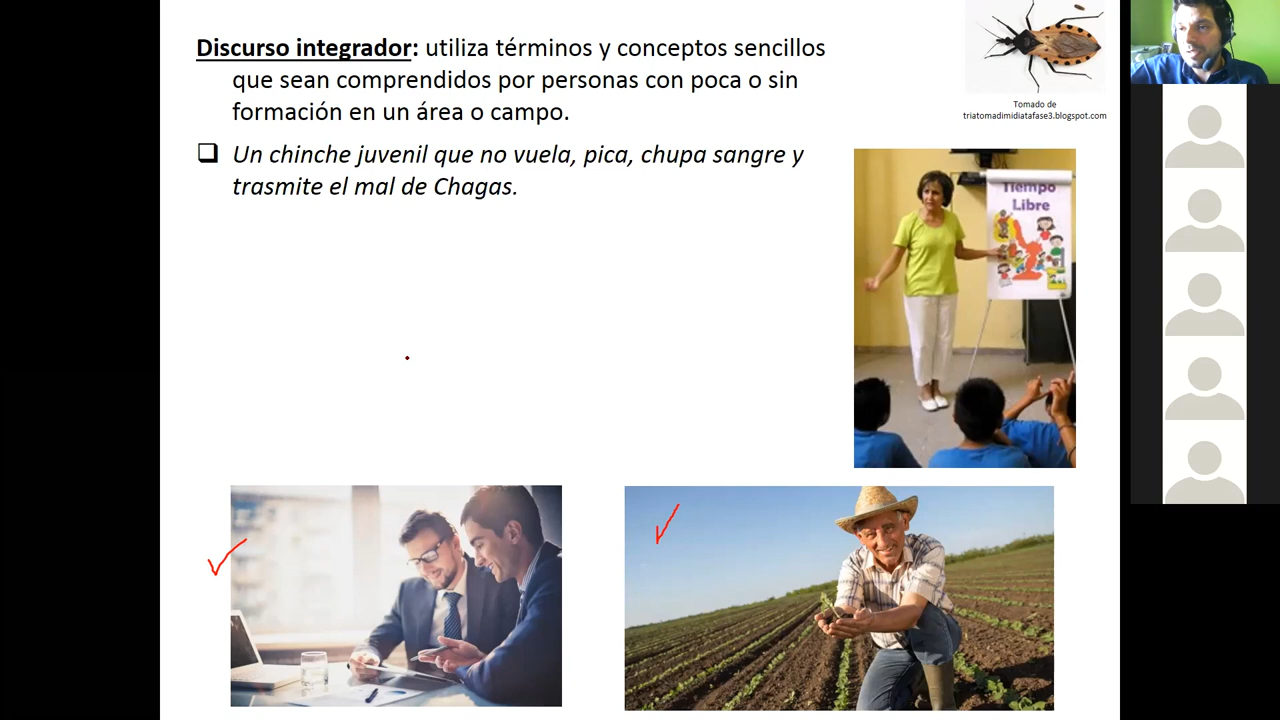 Discurso integrador: utiliza términos y conceptos sencillos
que sean comprendidos por personas con poca o sin
formación en un área o campo.
❑ Un chinche juvenil que no vuela, pica, chupa sangre y
trasmite el mal de Chagas.
Tomado de
triatomadimidiatafase3.blogspot.com
Tiempo
Libre